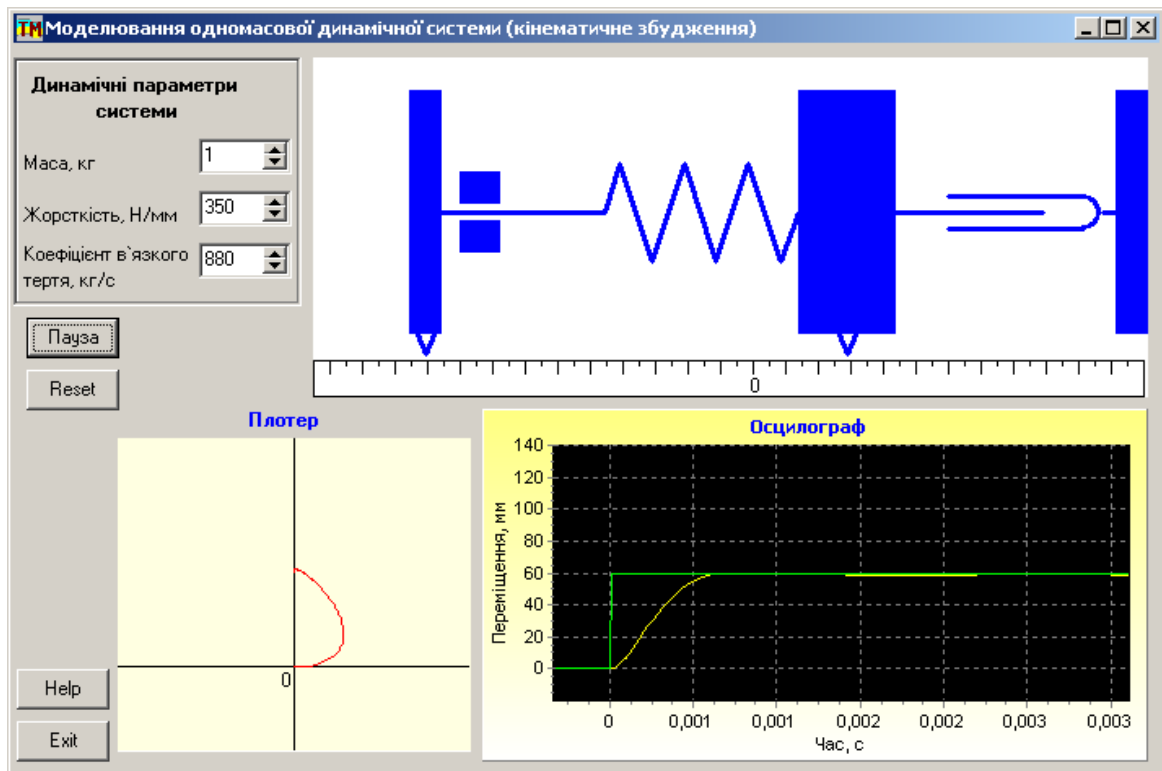 ТМ Моделювання одномасової динамічної системи (кінематичне збудження)
Динамічні параметри
системи
Маса, кг
1
Жорсткість, Н/мм
350
Коефіцієнт в`язкого
тертя, кг/с
880
Пауза
Reset
0
Плотер
0
Help
Exit
Осцилограф
Переміщення, мм
140
120
100
80
60
40
20
0
0 0,001 0,001 0,002 0,002 0,003 0,003
Час, с